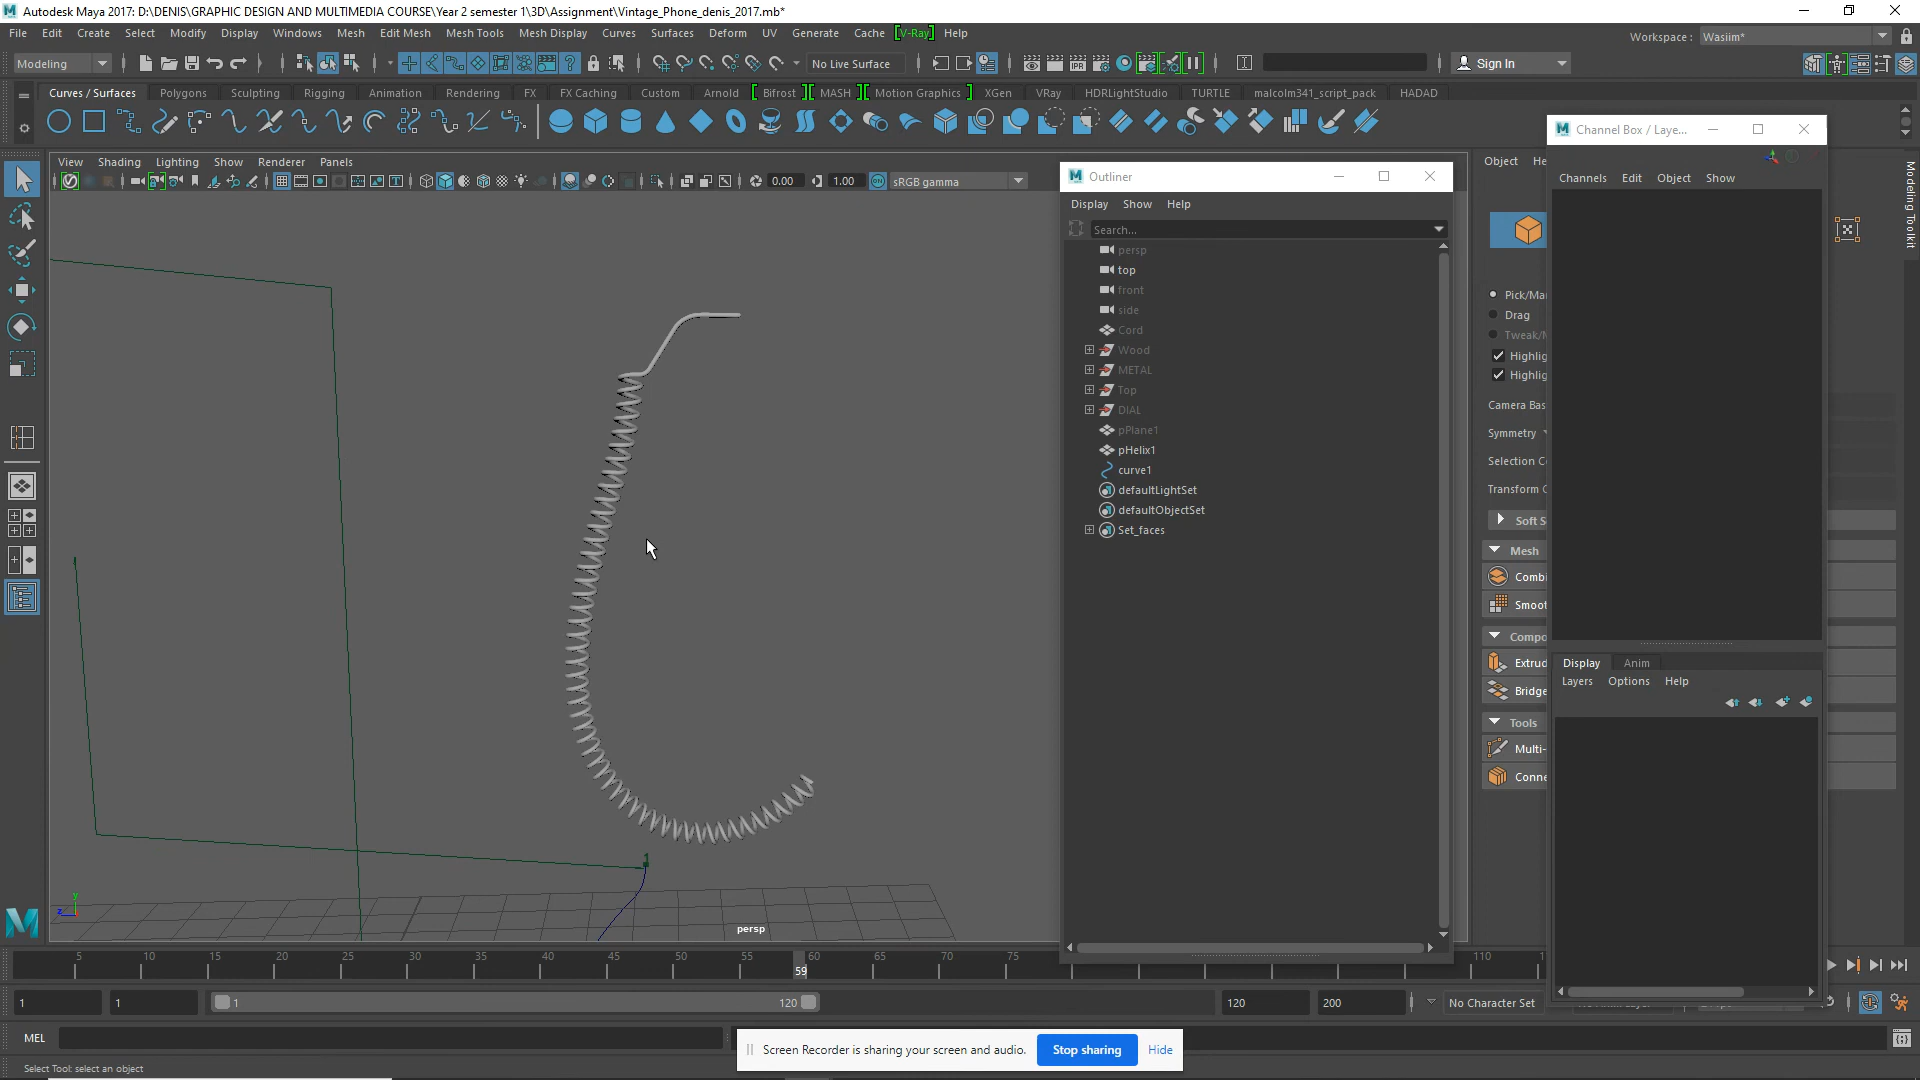 Autodesk Maya 2017: D:\DENIS\GRAPHIC DESIGN AND MULTIMEDIA COURSE\Year 2 semester 1\3D\Assignment\Vintage_Phone_denis_2017.mb*
File Edit Create Select Modify Display Windows Mesh Edit Mesh Mesh Tools Mesh Display Curves Surfaces Deform UV Generate Cache [V-Ray] Help
Workspace : Wasiim*
Modeling
No Live Surface
Sign In
Curves / Surfaces Polygons Sculpting Rigging Animation Rendering FX FX Caching Custom Arnold [ Bifrost ] [ MASH ] [ Motion Graphics ] XGen VRay HDRLightStudio TURTLE malcolm341_script_pack HADAD
Channel Box / Laye...
View Shading Lighting Show Renderer Panels
0.00 1.00 sRGB gamma
Outliner
Display Show Help
Search...
persp
top
front
side
Cord
Wood
METAL
Top
DIAL
pPlane1
pHelix1
curve1
defaultLightSet
defaultObjectSet
Set_faces
Object He
Pick/Ma
Drag
Tweak/M
Highlig
Highlig
Camera Bas
Symmetry
Selection C
Transform C
Soft S
Mesh
Combi
Smoot
Compo
Extrud
Bridge
Tools
Multi-
Conne
Channels Edit Object Show
Display Anim
Layers Options Help
Modeling Toolkit
y
z
1
persp
5 10 15 20 25 30 35 40 45 50 55 60 65 70 75 110 1
59
1 1 1 120 120 200 No Character Set
MEL
Screen Recorder is sharing your screen and audio. Stop sharing Hide
Select Tool: select an object